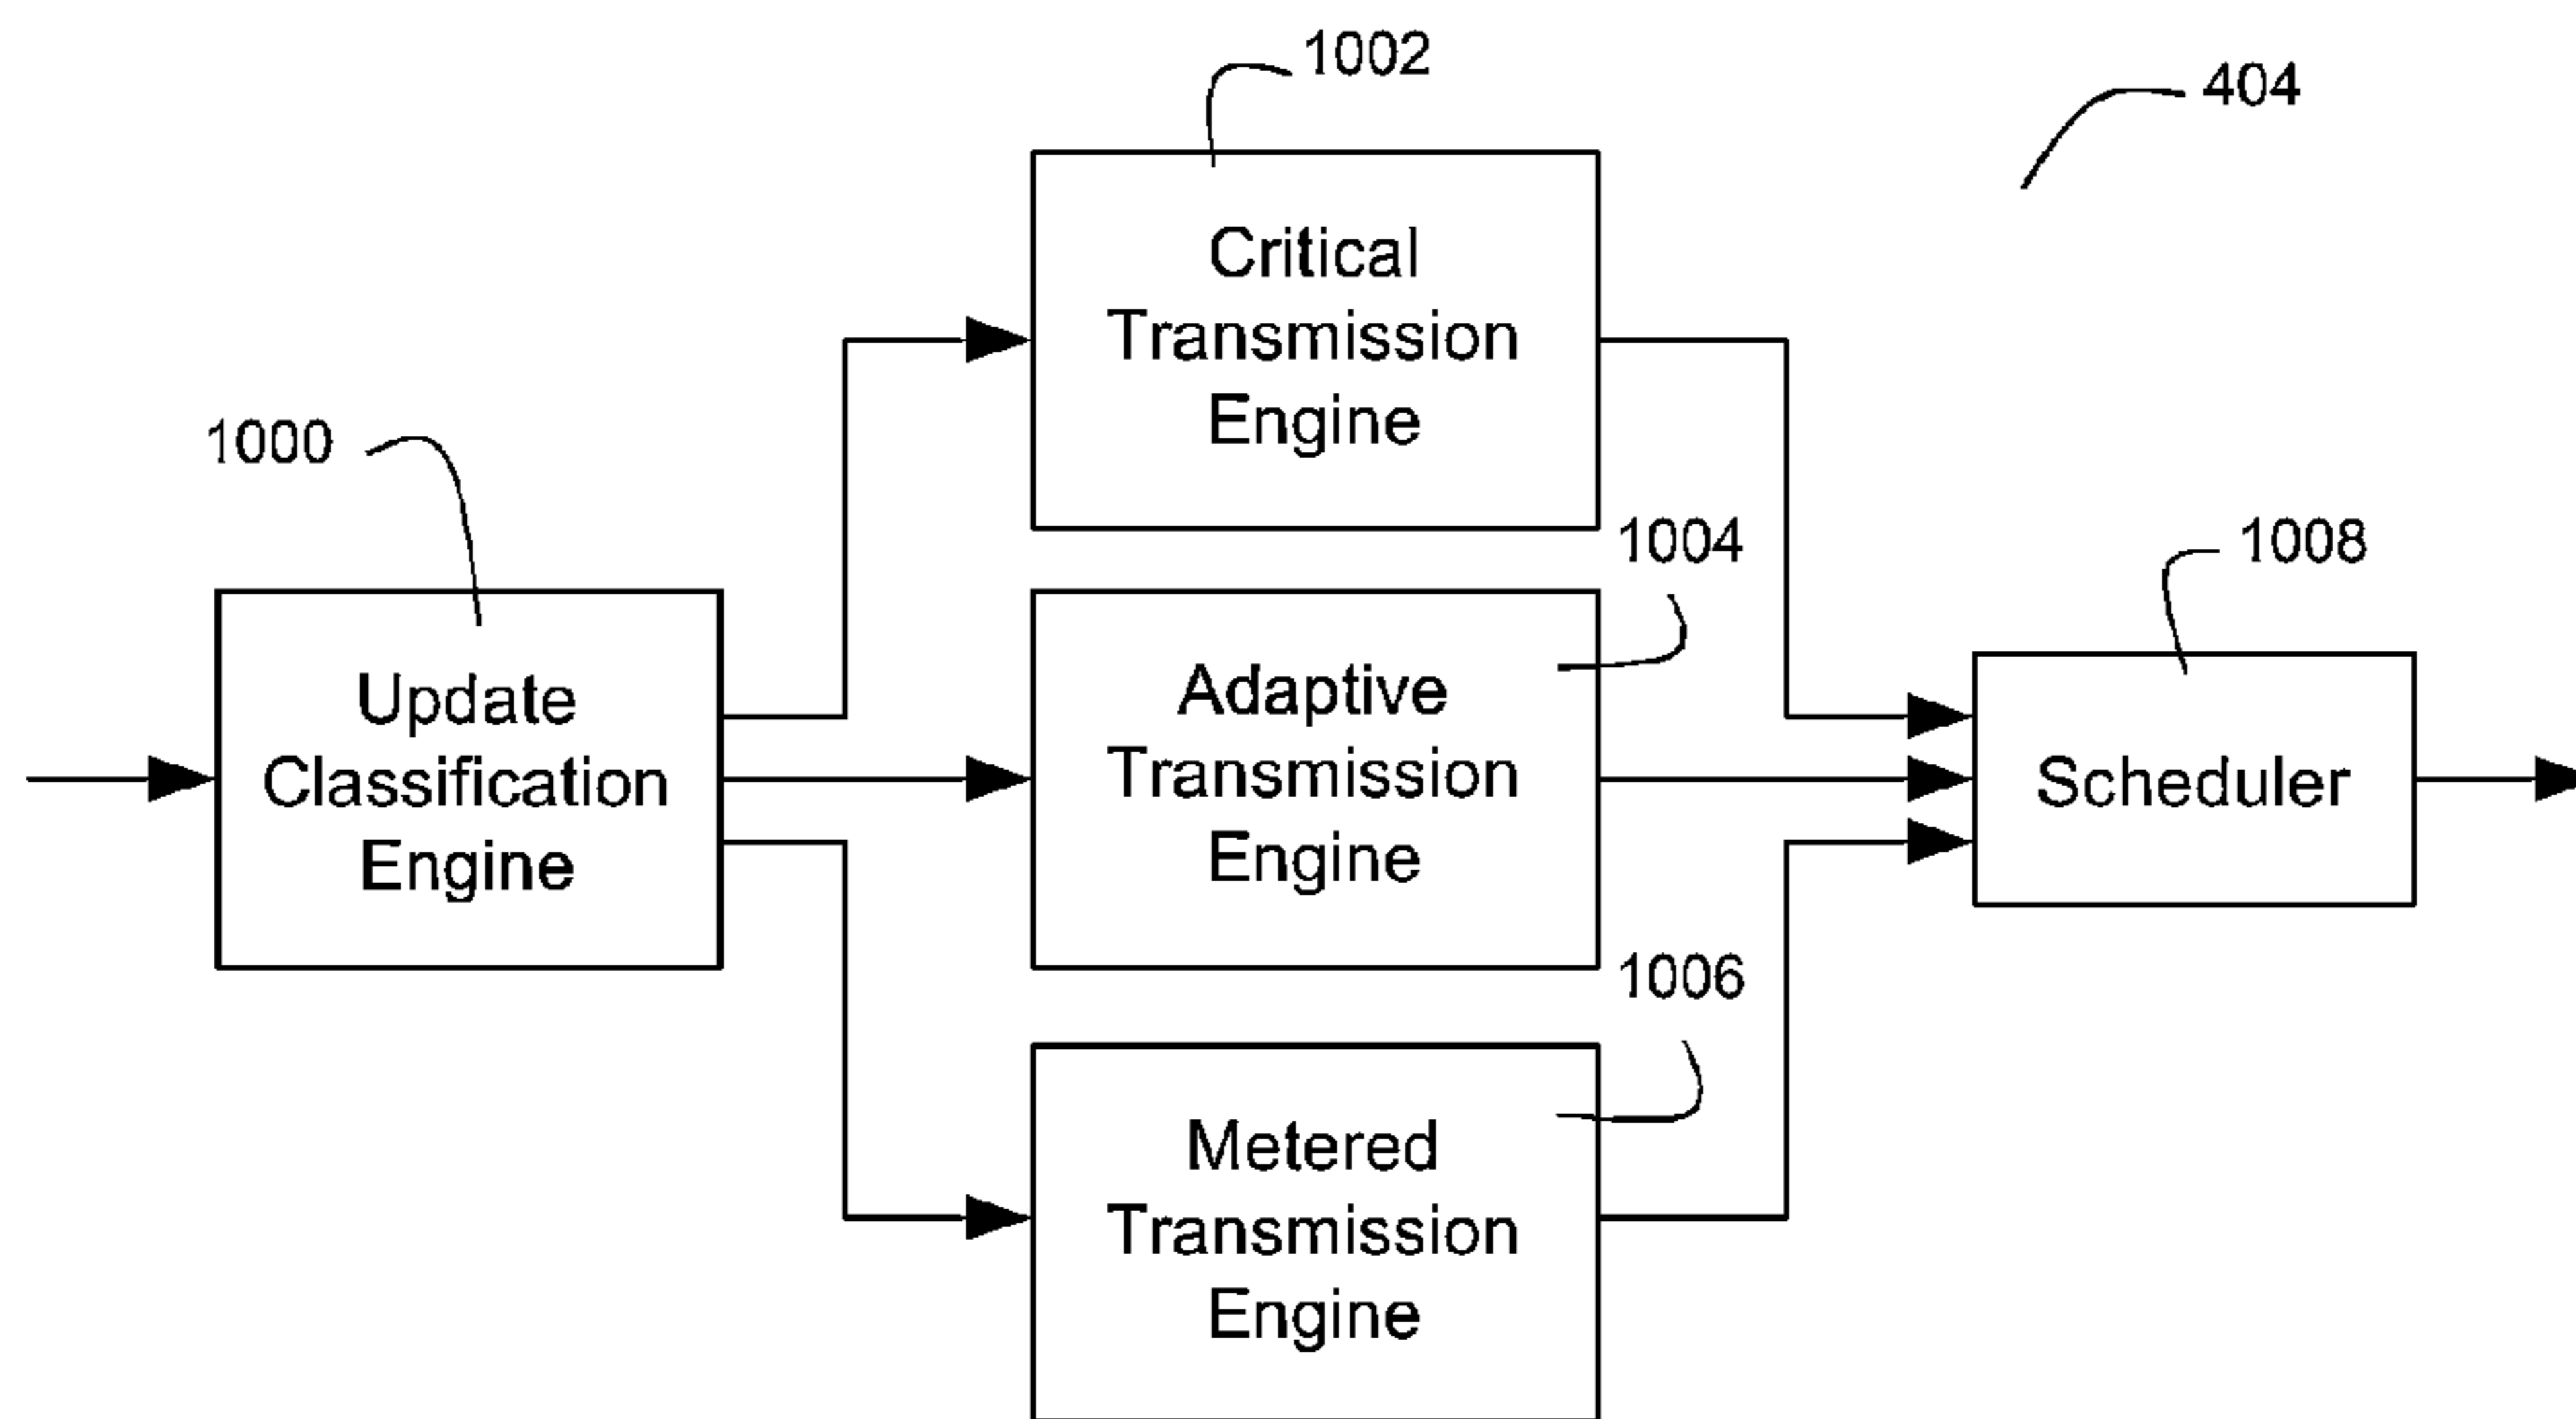 1002
404
Critical
Transmission
Engine
1000
1004
1008
Update
Classification
Engine
Adaptive
Transmission
Engine
Scheduler
1006
Metered
Transmission
Engine